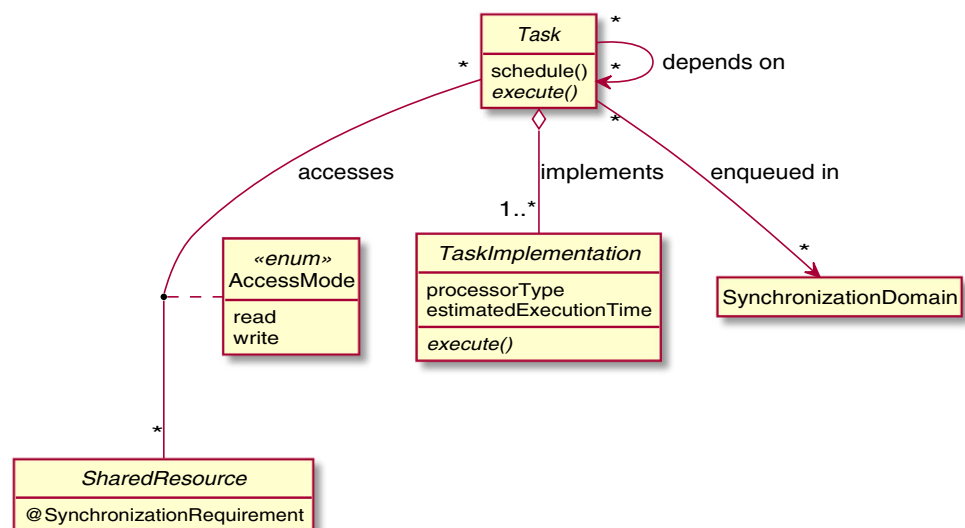 Task
schedule()
execute()
*
*
depends on
*
*
accesses
implements
enqueued in
1..*
*
«enum»
AccessMode
read
write
TaskImplementation
processorType
estimatedExecutionTime
execute()
SynchronizationDomain
*
SharedResource
@SynchronizationRequirement